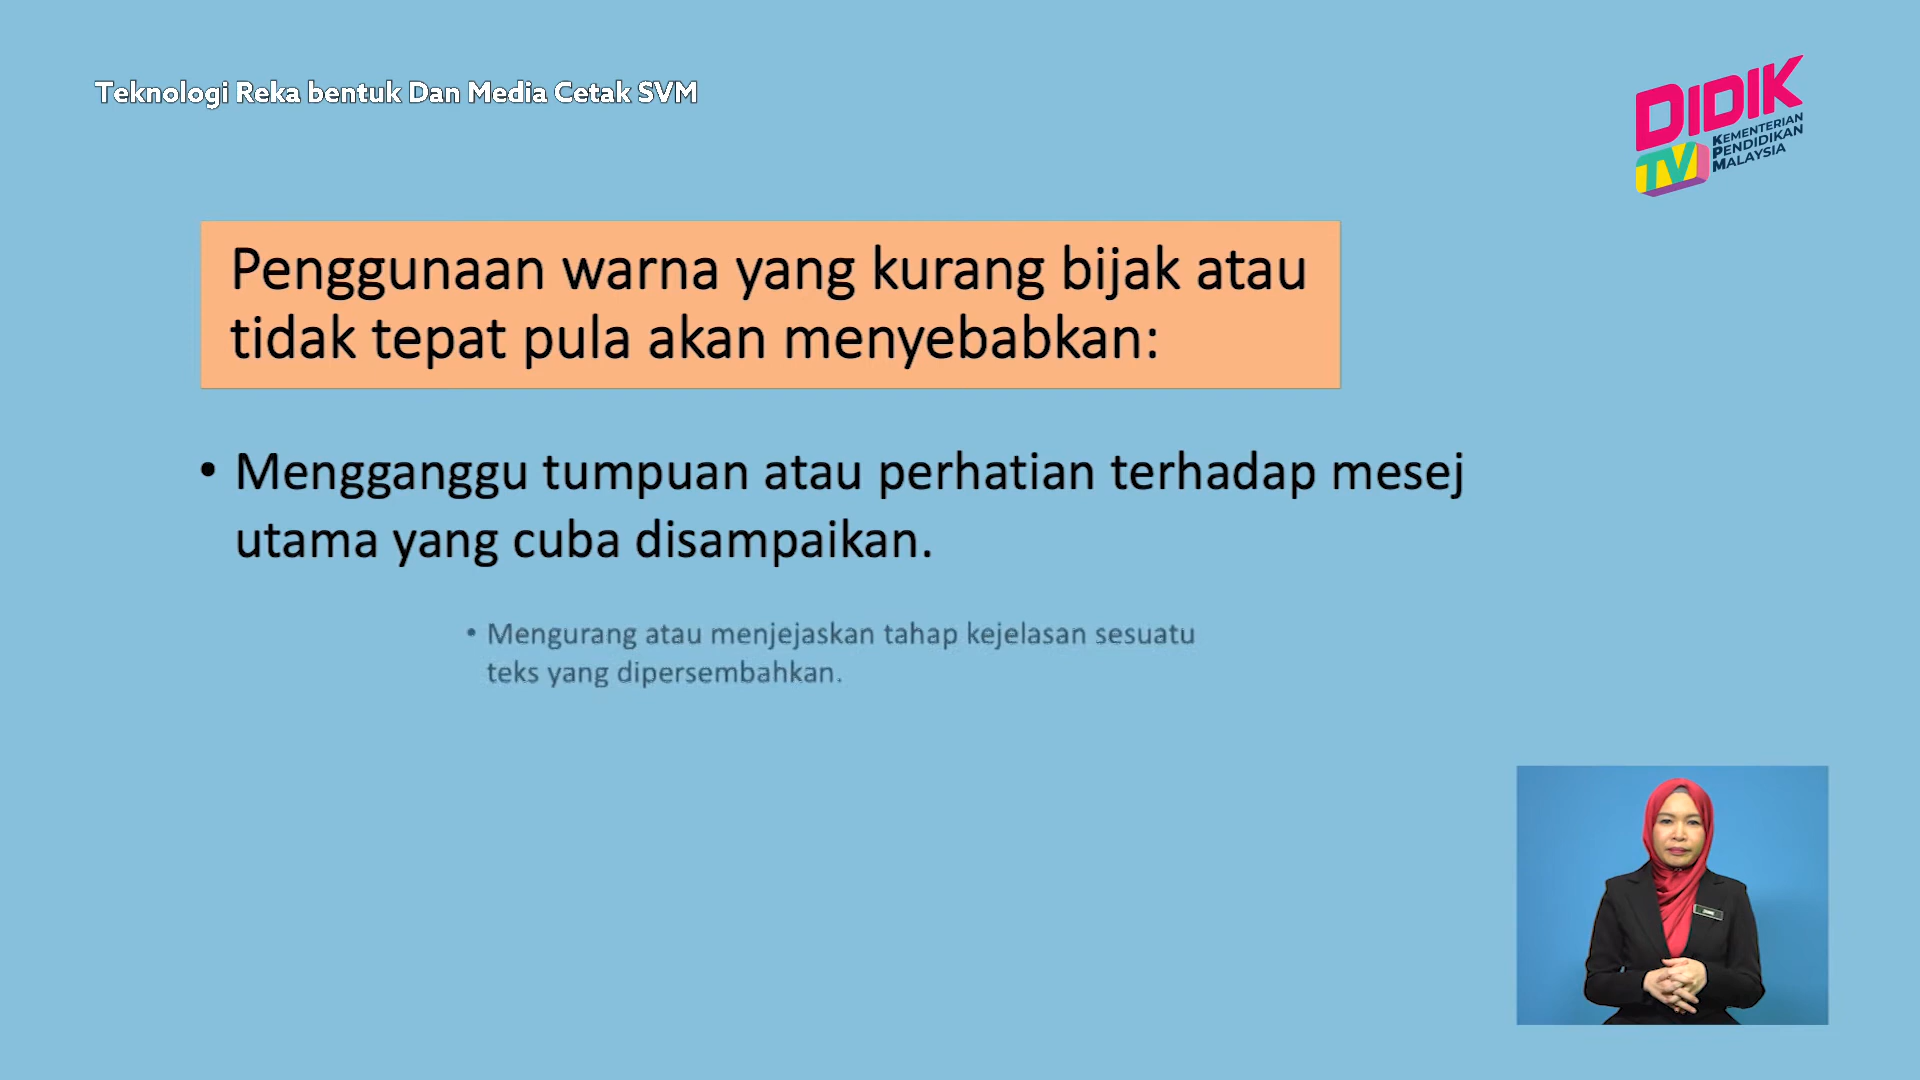 Teknologi Reka bentuk Dan Media Cetak SVM
DIDIK
TV
KEMENTERIAN
PENDIDIKAN
MALAYSIA
Penggunaan warna yang kurang bijak atau
tidak tepat pula akan menyebabkan:
• Mengganggu tumpuan atau perhatian terhadap mesej
utama yang cuba disampaikan.
• Mengurang atau menjejaskan tahap kejelasan sesuatu
teks yang dipersembahkan.